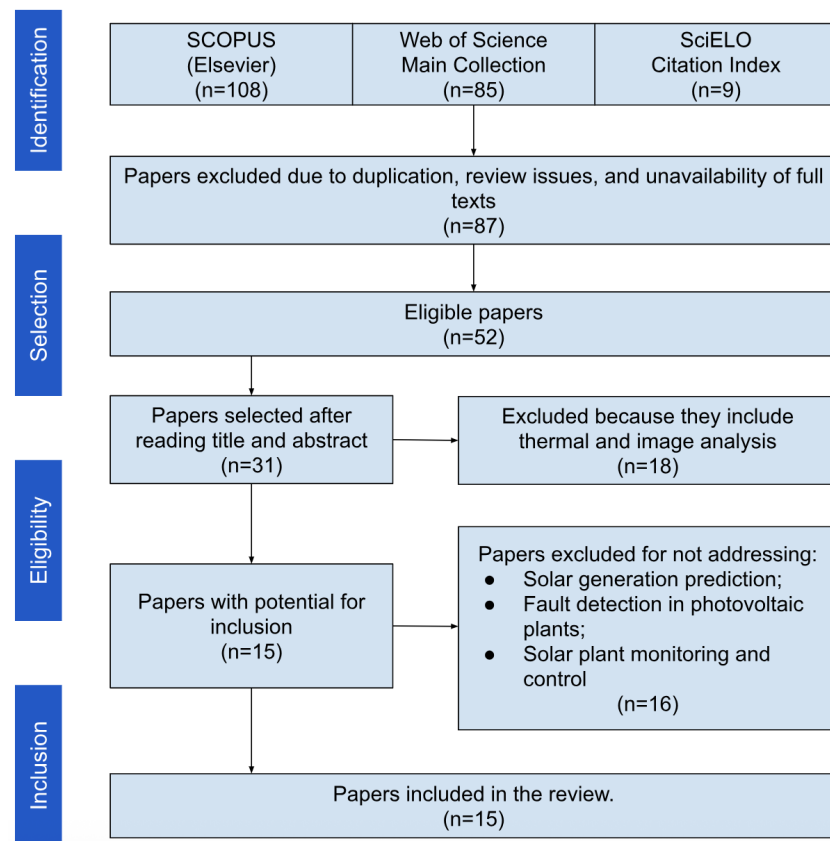 Identification
SCOPUS
(Elsevier)
(n=108)
Web of Science
Main Collection
(n=85)
SciELO
Citation Index
(n=9)
Papers excluded due to duplication, review issues, and unavailability of full
texts
(n=87)
Selection
Eligible papers
(n=52)
Papers selected after
reading title and abstract
(n=31)
Excluded because they include
thermal and image analysis
(n=18)
Eligibility
Papers with potential for
inclusion
(n=15)
Papers excluded for not addressing:
● Solar generation prediction;
● Fault detection in photovoltaic
plants;
● Solar plant monitoring and
control
(n=16)
Inclusion
Papers included in the review.
(n=15)